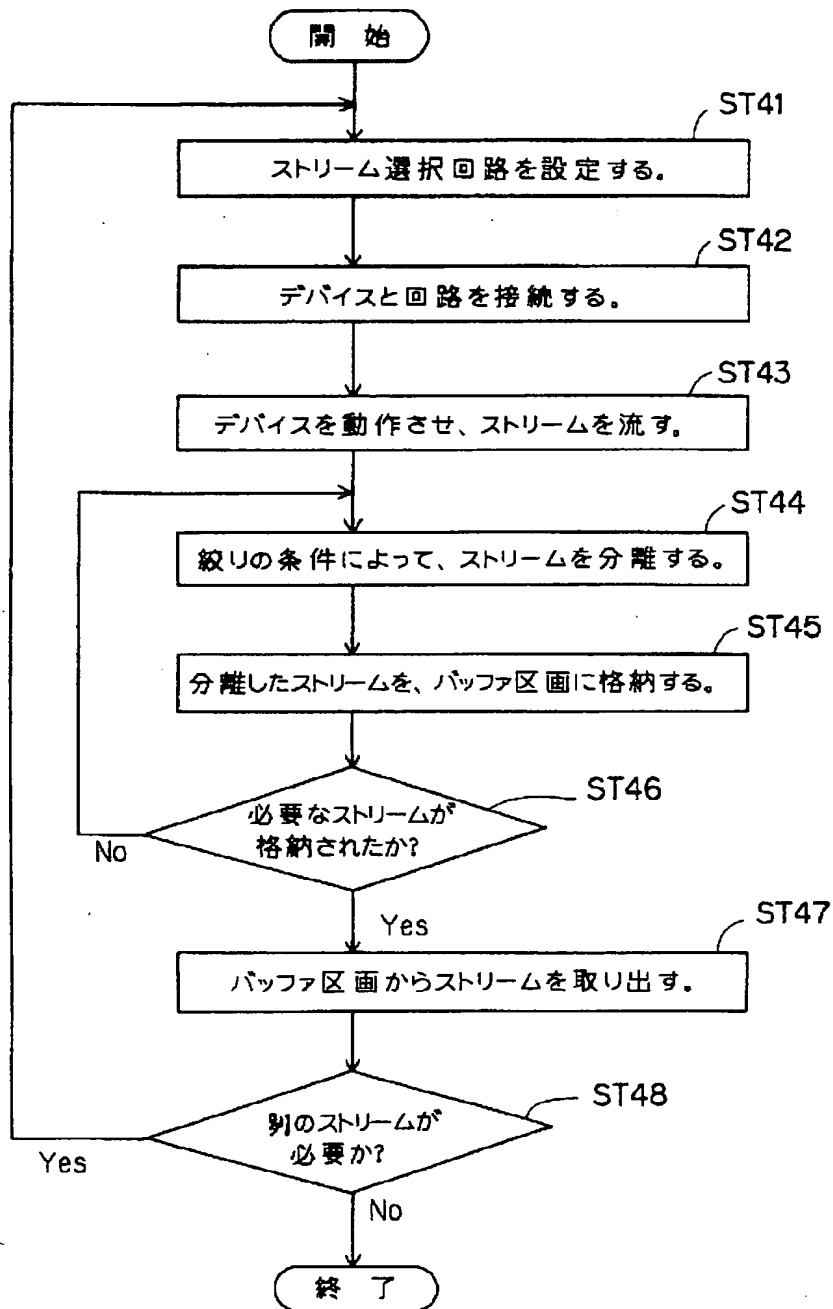 開始
ST41
ストリーム選択回路を設定する。
ST42
デバイスと回路を接続する。
ST43
デバイスを動作させ、ストリームを流す。
ST44
絞りの条件によって、ストリームを分離する。
ST45
分離したストリームを、バッファ区画に格納する。
ST46
必要なストリームが
格納されたか?
No
Yes
ST47
バッファ区画からストリームを取り出す。
ST48
別のストリームが
必要か?
Yes
No
終了